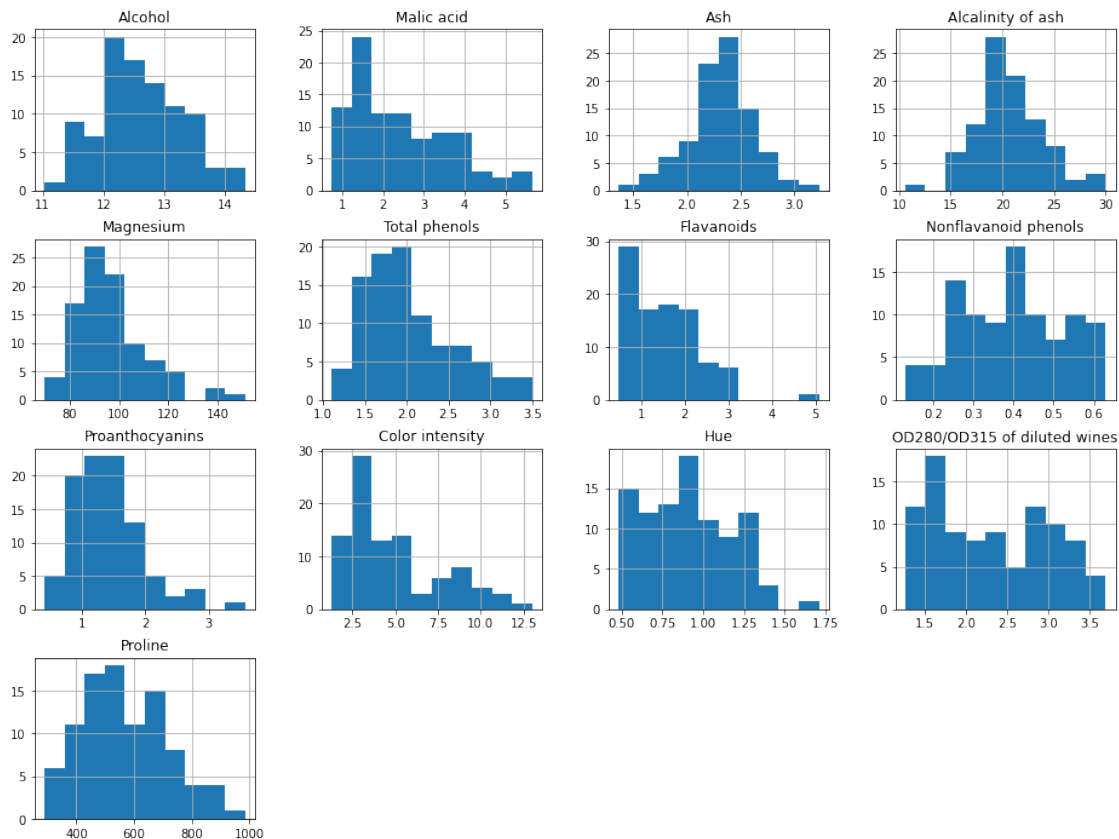 Alcohol
20
15
10
5
0
11 12 13 14
Malic acid
25
20
15
10
5
0
1 2 3 4 5
Ash
25
20
15
10
5
0
1.5 2.0 2.5 3.0
Alcalinity of ash
25
20
15
10
5
0
10 15 20 25 30
Magnesium
25
20
15
10
5
0
80 100 120 140
Total phenols
20
15
10
5
0
1.0 1.5 2.0 2.5 3.0 3.5
Flavanoids
30
20
10
0
1 2 3 4 5
Nonflavanoid phenols
15
10
5
0
0.2 0.3 0.4 0.5 0.6
Proanthocyanins
20
15
10
5
0
1 2 3
Color intensity
30
20
10
0
2.5 5.0 7.5 10.0 12.5
Hue
15
10
5
0
0.50 0.75 1.00 1.25 1.50 1.75
OD280/OD315 of diluted wines
15
10
5
0
1.5 2.0 2.5 3.0 3.5
Proline
15
10
5
0
400 600 800 1000